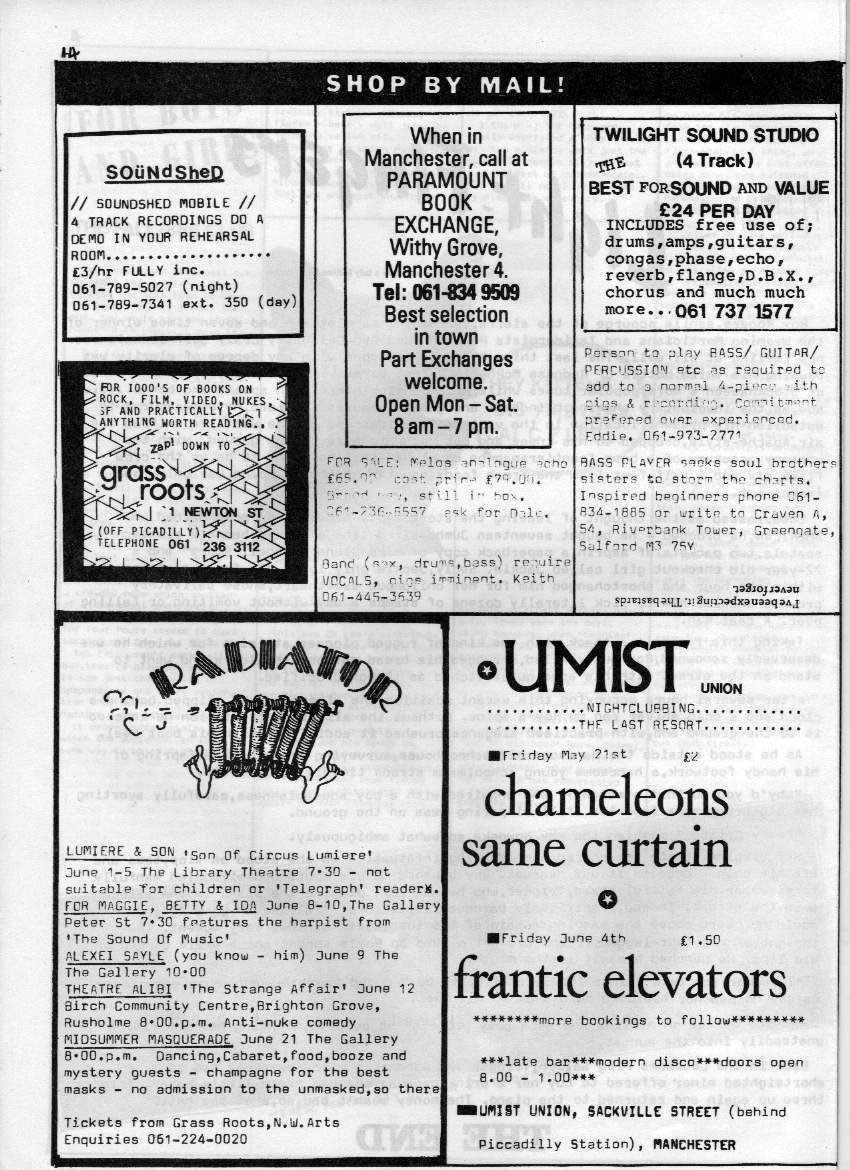 14
SHOP BY MAIL!
SOüNdSheD
// SOUNDSHED MOBILE //
4 TRACK RECORDINGS DO A
DEMO IN YOUR REHEARSAL
ROOM....................
£3/hr FULLY inc.
061-789-5027 (night)
061-789-7341 ext. 350 (day)
FOR 1000'S OF BOOKS ON
ROCK, FILM, VIDEO, NUKES,
SF AND PRACTICALLY
ANYTHING WORTH READING...
Zap! DOWN TO
grass
roots
1 NEWTON ST
(OFF PICADILLY)
TELEPHONE 061 236 3112
When in
Manchester, call at
PARAMOUNT
BOOK
EXCHANGE,
Withy Grove,
Manchester 4.
Tel: 061-834 9509
Best selection
in town
Part Exchanges
welcome.
Open Mon – Sat.
8 am – 7 pm.
FOR SALE: Melos analogue echo
£65.00 cost price £79.00.
Brand new, still in box.
061-236-6557 ask for Dale.
Band (sax, drums,bass) require
VOCALS, gigs imminent. Keith
061-445-3639
TWILIGHT SOUND STUDIO
(4 Track)
THE
BEST FOR SOUND AND VALUE
£24 PER DAY
INCLUDES free use of;
drums,amps,guitars,
congas,phase,echo,
reverb,flange,D.B.X.,
chorus and much much
more... 061 737 1577
Person to play BASS/ GUITAR/
PERCUSSION etc as required to
add to a normal 4-piece with
gigs & recording. Commitment
prefered over experienced.
Eddie. 061-973-2771
BASS PLAYER seeks soul brothers
sisters to storm the charts.
Inspired beginners phone 061-
834-1885 or write to Craven A,
54, Riverbank Tower, Greengate,
Salford M3 7SY
I've been expecting it. The bastards
never forget.
RADIATOR
LUMIERE & SON 'Son Of Circus Lumiere'
June 1-5 The Library Theatre 7·30 - not
suitable for children or 'Telegraph' readers.
FOR MAGGIE, BETTY & IDA June 8-10,The Gallery
Peter St 7·30 features the harpist from
'The Sound Of Music'
ALEXEI SAYLE (you know - him) June 9 The
The Gallery 10·00
THEATRE ALIBI 'The Strange Affair' June 12
Birch Community Centre,Brighton Grove,
Rusholme 8·00.p.m. Anti-nuke comedy
MIDSUMMER MASQUERADE June 21 The Gallery
8·00.p.m. Dancing,Cabaret,food,booze and
mystery guests - champagne for the best
masks - no admission to the unmasked,so there
Tickets from Grass Roots,N.W.Arts
Enquiries 061-224-0020
UMIST
UNION
..........NIGHTCLUBBING............
..........THE LAST RESORT..........
Friday May 21st £2
chameleons
same curtain
Friday June 4th £1.50
frantic elevators
********more bookings to follow*********
***late bar***modern disco***doors open
8.00 - 1.00***
UMIST UNION, SACKVILLE STREET (behind
Piccadilly Station), MANCHESTER